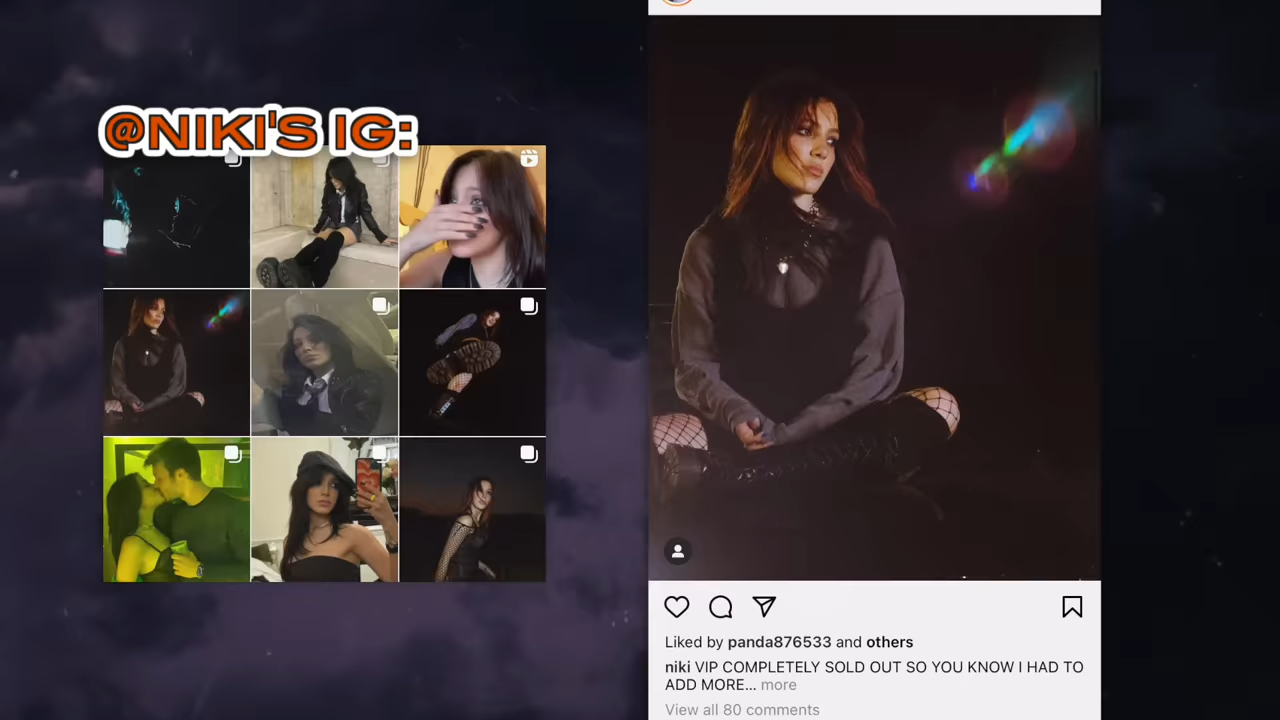 @NIKI'S IG:
Liked by panda876533 and others
niki VIP COMPLETELY SOLD OUT SO YOU KNOW I HAD TO
ADD MORE... more
View all 80 comments